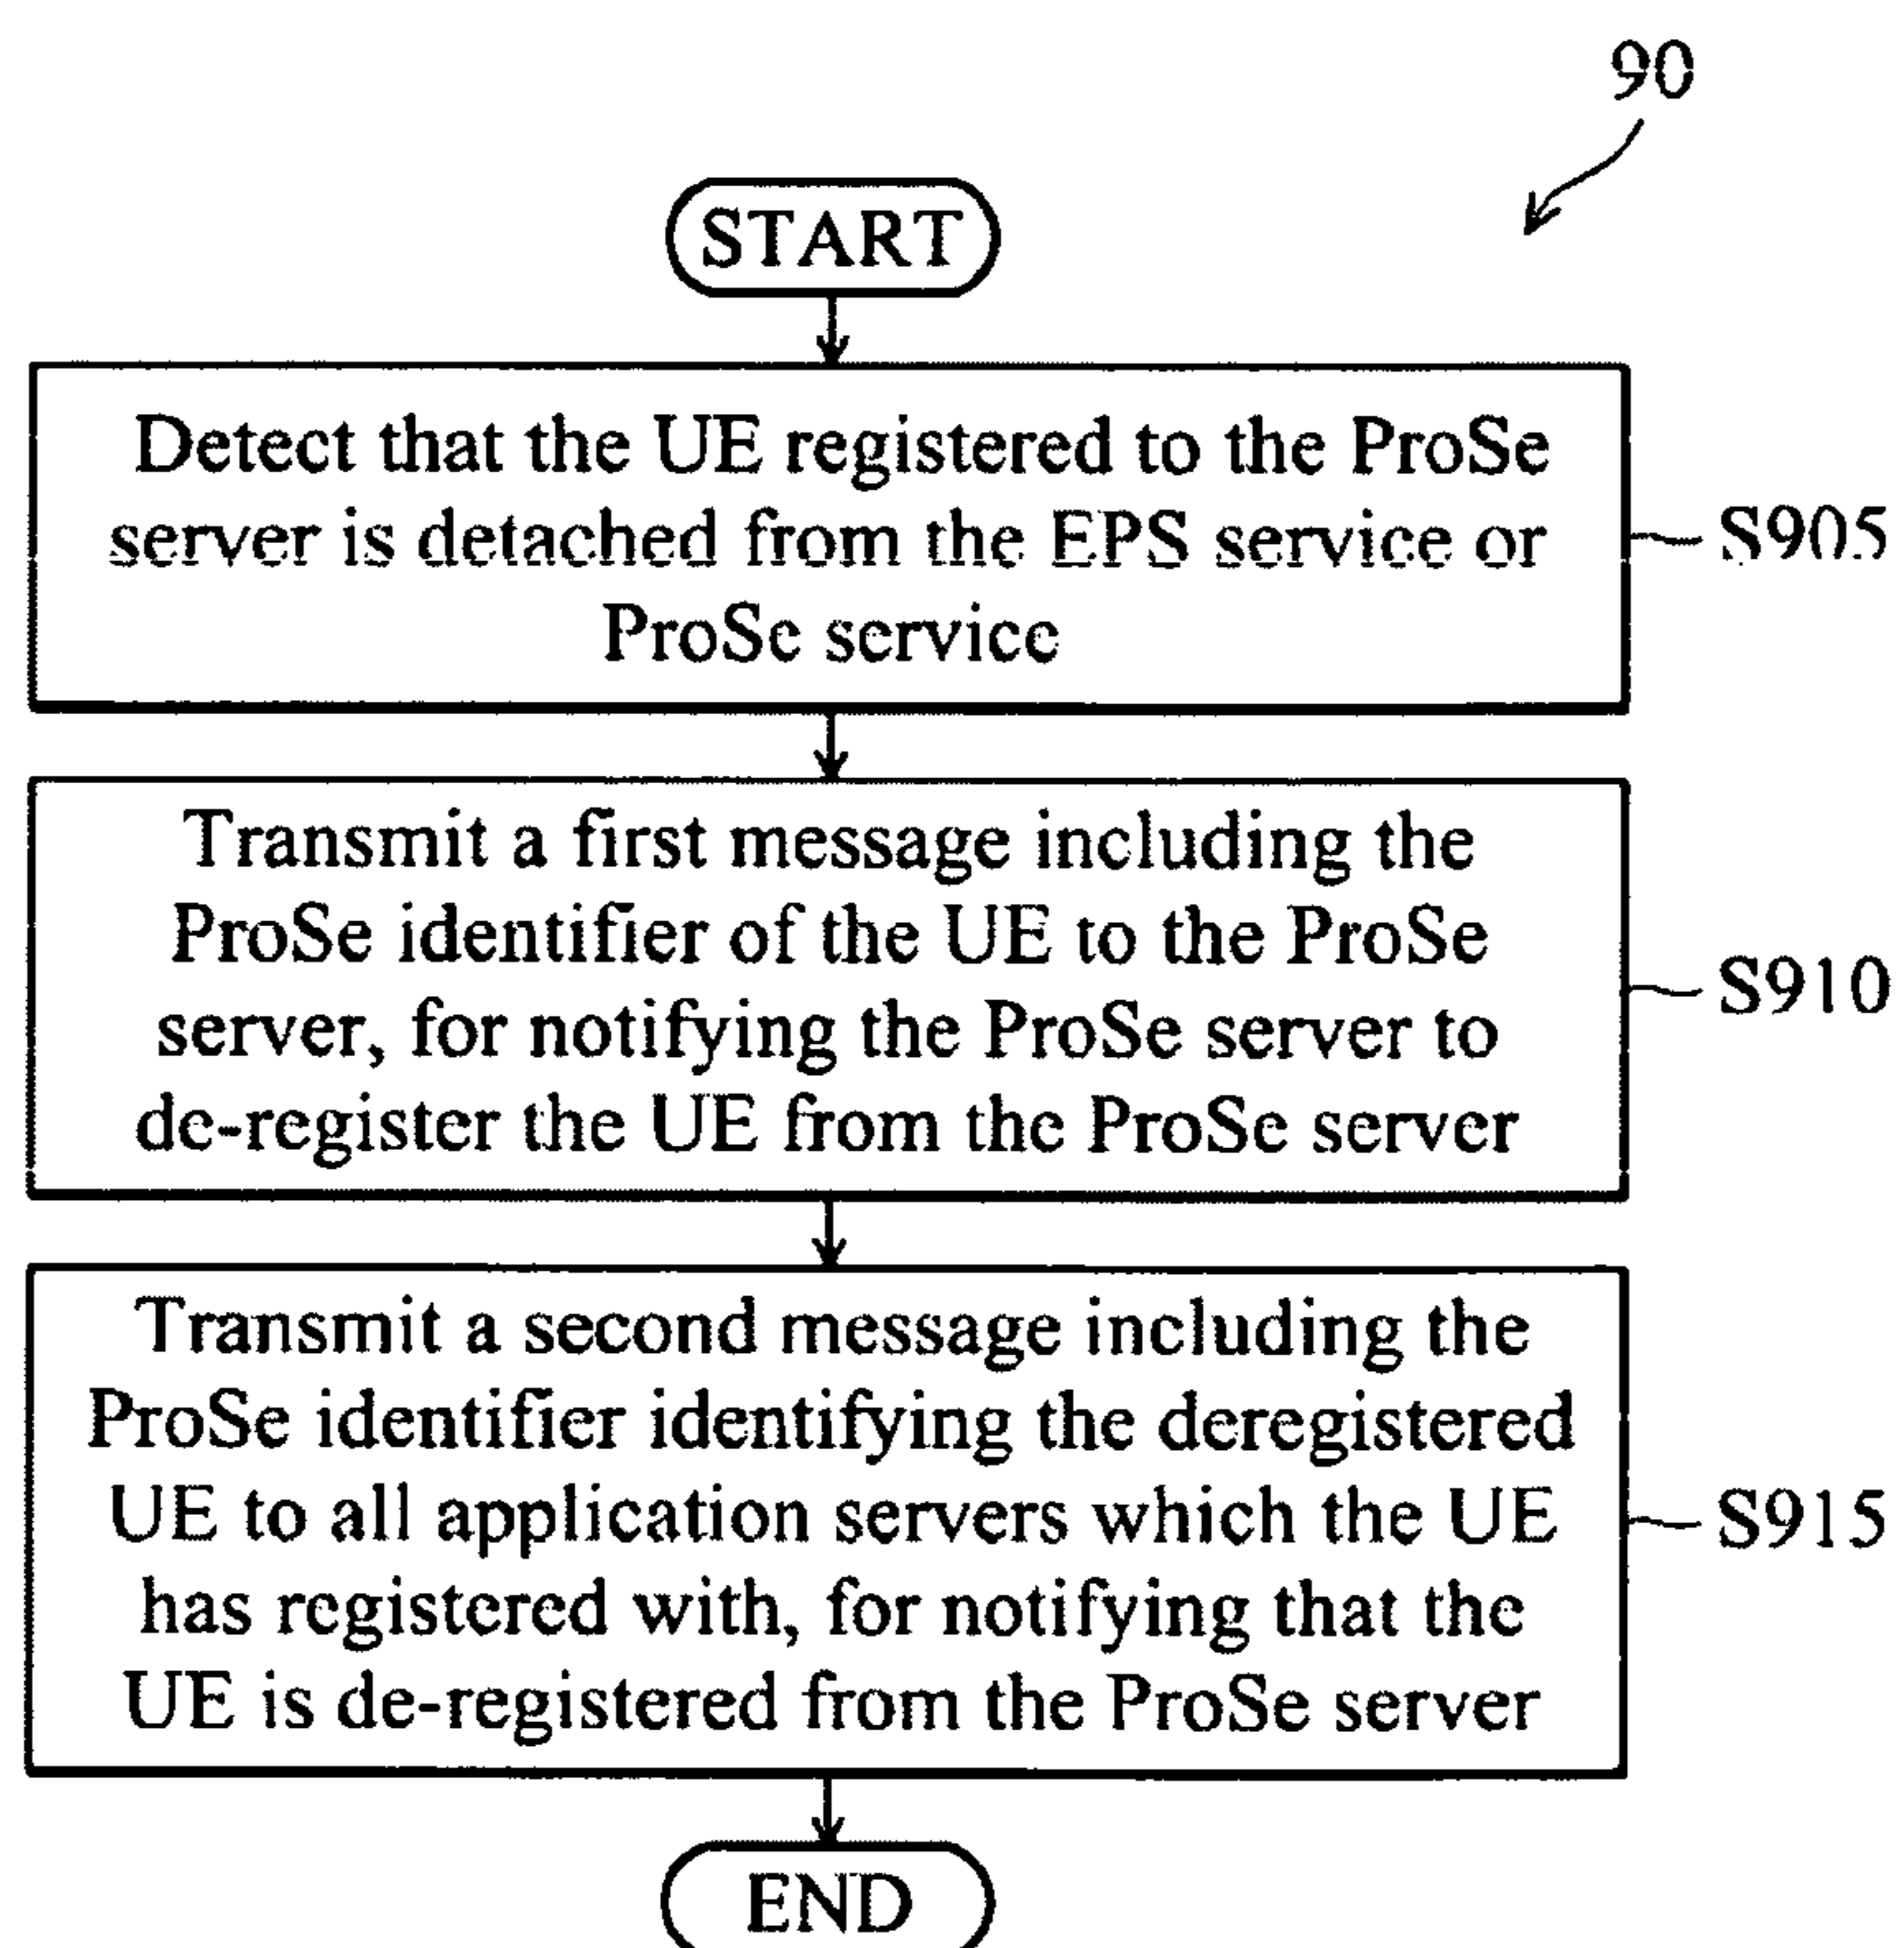 90
START
Detect that the UE registered to the ProSe
server is detached from the EPS service or
ProSe service
S905
Transmit a first message including the
ProSe identifier of the UE to the ProSe
server, for notifying the ProSe server to
de-register the UE from the ProSe server
S910
Transmit a second message including the
ProSe identifier identifying the deregistered
UE to all application servers which the UE
has registered with, for notifying that the
UE is de-registered from the ProSe server
S915
END